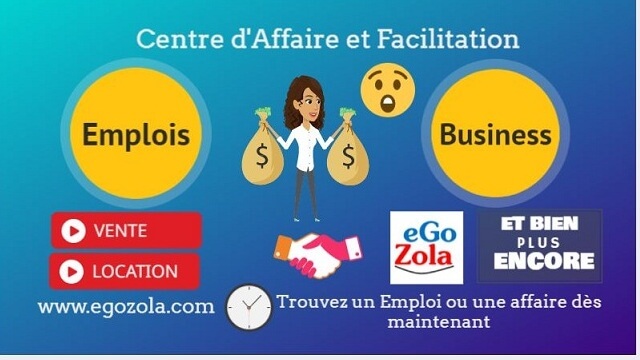 Centre d'Affaire et Facilitation
Emplois
$
$
Business
VENTE
LOCATION
eGo
Zola
ET BIEN
PLUS
ENCORE
www.egozola.com
Trouvez un Emploi ou une affaire dès
maintenant